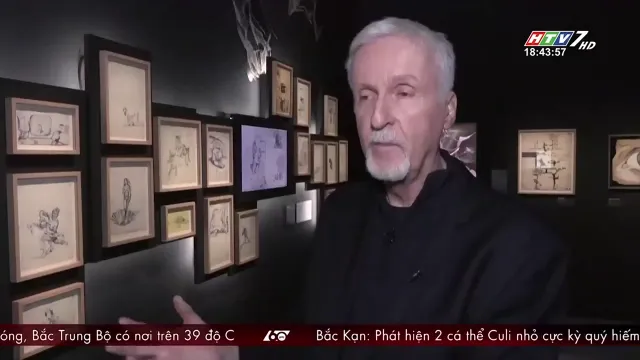 HTV7 HD
18:43:57
óng, Bắc Trung Bộ có nơi trên 39 độ C
60 Bắc Kạn: Phát hiện 2 cá thể Culi nhỏ cực kỳ quý hiếm